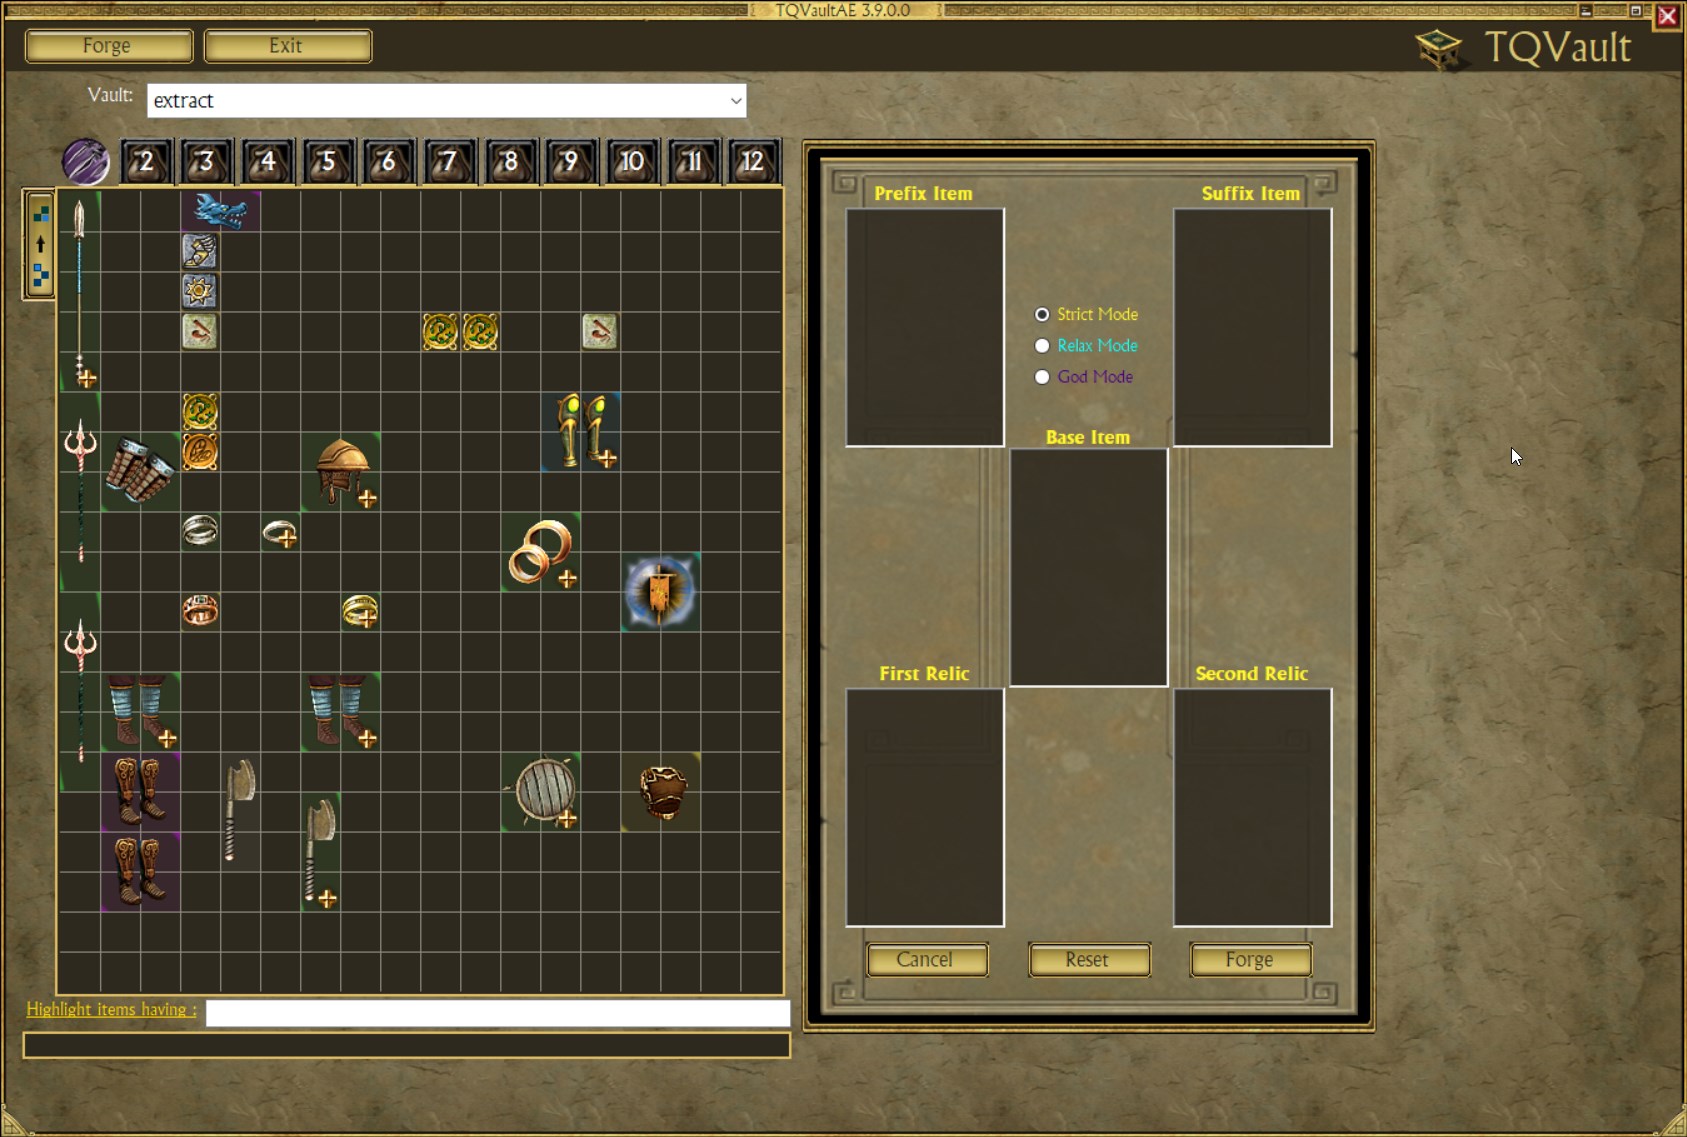 TQVaultAE 3.9.0.0
Forge
Exit
TQVault
Vault:
extract
2
3
4
5
6
7
8
9
10
11
12
Prefix Item
Suffix Item
Strict Mode
Relax Mode
God Mode
Base Item
First Relic
Second Relic
Cancel
Reset
Forge
Highlight items having :